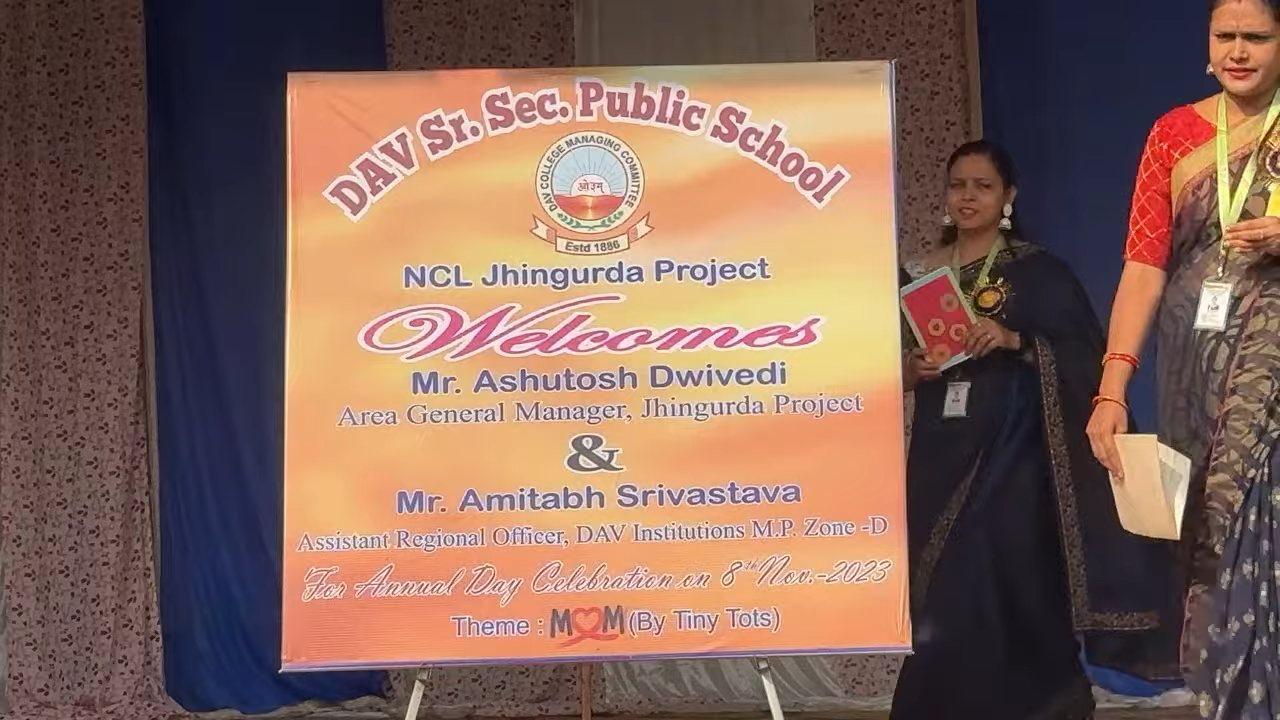 DAV Sr. Sec. Public School
DAV COLLEGE MANAGING COMMITTEE
ओ३म्
Estd 1886
NCL Jhingurda Project
Welcomes
Mr. Ashutosh Dwivedi
Area General Manager, Jhingurda Project
&
Mr. Amitabh Srivastava
Assistant Regional Officer, DAV Institutions M.P. Zone -D
For Annual Day Celebration on 8th Nov.-2023
Theme : MOM (By Tiny Tots)